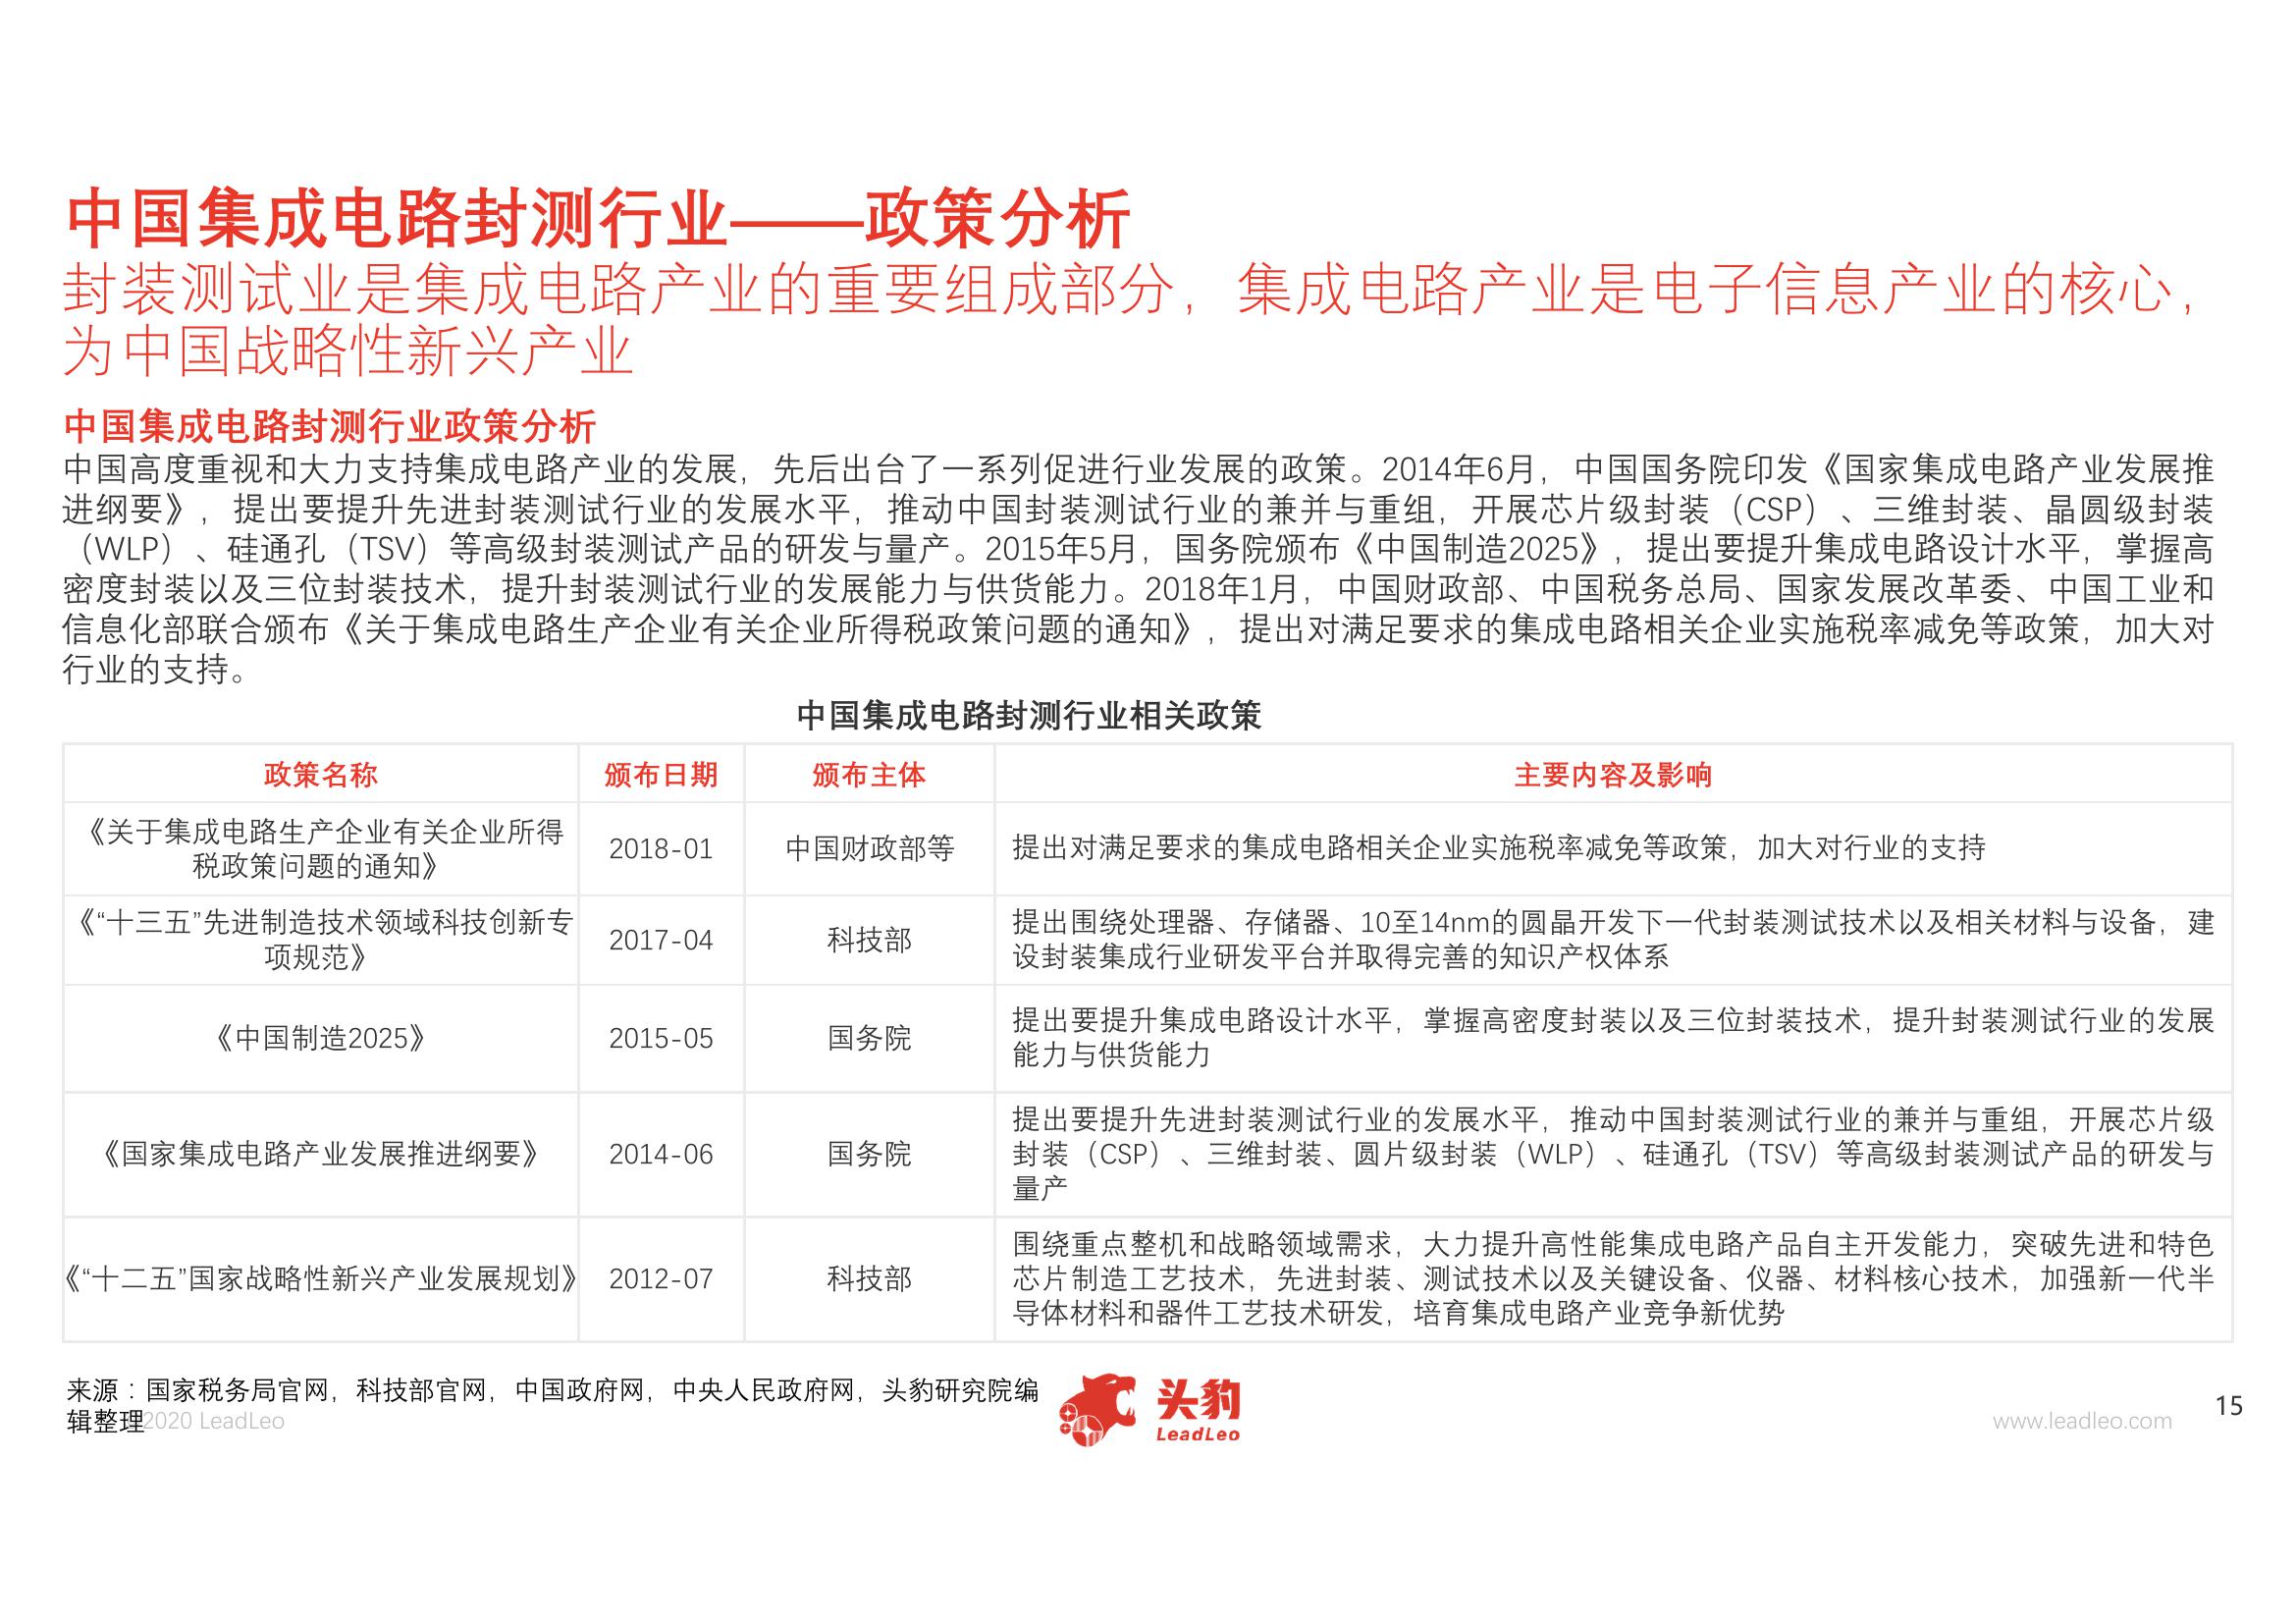 中国集成电路封测行业——政策分析
封装测试业是集成电路产业的重要组成部分，集成电路产业是电子信息产业的核心，
为中国战略性新兴产业
中国集成电路封测行业政策分析
中国高度重视和大力支持集成电路产业的发展，先后出台了一系列促进行业发展的政策。2014年6月，中国国务院印发《国家集成电路产业发展推
进纲要》，提出要提升先进封装测试行业的发展水平，推动中国封装测试行业的兼并与重组，开展芯片级封装（CSP）、三维封装、晶圆级封装
（WLP）、硅通孔（TSV）等高级封装测试产品的研发与量产。2015年5月，国务院颁布《中国制造2025》，提出要提升集成电路设计水平，掌握高
密度封装以及三位封装技术，提升封装测试行业的发展能力与供货能力。2018年1月，中国财政部、中国税务总局、国家发展改革委、中国工业和
信息化部联合颁布《关于集成电路生产企业有关企业所得税政策问题的通知》，提出对满足要求的集成电路相关企业实施税率减免等政策，加大对
行业的支持。
中国集成电路封测行业相关政策
政策名称 颁布日期 颁布主体 主要内容及影响
《关于集成电路生产企业有关企业所得
税政策问题的通知》
2018-01 中国财政部等 提出对满足要求的集成电路相关企业实施税率减免等政策，加大对行业的支持
《“十三五”先进制造技术领域科技创新专
项规范》
2017-04 科技部
提出围绕处理器、存储器、10至14nm的圆晶开发下一代封装测试技术以及相关材料与设备，建
设封装集成行业研发平台并取得完善的知识产权体系
《中国制造2025》 2015-05 国务院
提出要提升集成电路设计水平，掌握高密度封装以及三位封装技术，提升封装测试行业的发展
能力与供货能力
《国家集成电路产业发展推进纲要》 2014-06 国务院
提出要提升先进封装测试行业的发展水平，推动中国封装测试行业的兼并与重组，开展芯片级
封装（CSP）、三维封装、圆片级封装（WLP）、硅通孔（TSV）等高级封装测试产品的研发与
量产
《“十二五”国家战略性新兴产业发展规划》 2012-07 科技部
围绕重点整机和战略领域需求，大力提升高性能集成电路产品自主开发能力，突破先进和特色
芯片制造工艺技术，先进封装、测试技术以及关键设备、仪器、材料核心技术，加强新一代半
导体材料和器件工艺技术研发，培育集成电路产业竞争新优势
来源：国家税务局官网，科技部官网，中国政府网，中央人民政府网，头豹研究院编
辑整理
2020 LeadLeo
头豹
LeadLeo
www.leadleo.com
15